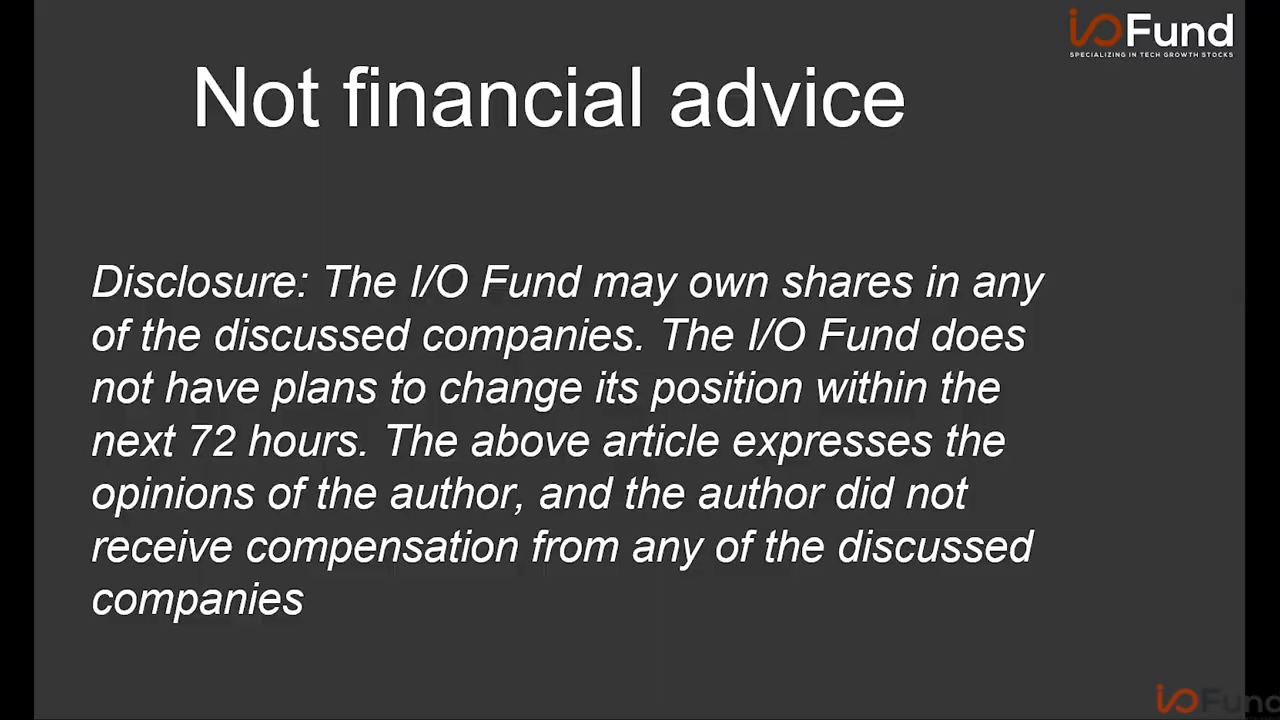 ioFund
SPECIALIZING IN TECH GROWTH STOCKS
Not financial advice
Disclosure: The I/O Fund may own shares in any
of the discussed companies. The I/O Fund does
not have plans to change its position within the
next 72 hours. The above article expresses the
opinions of the author, and the author did not
receive compensation from any of the discussed
companies
ioFund